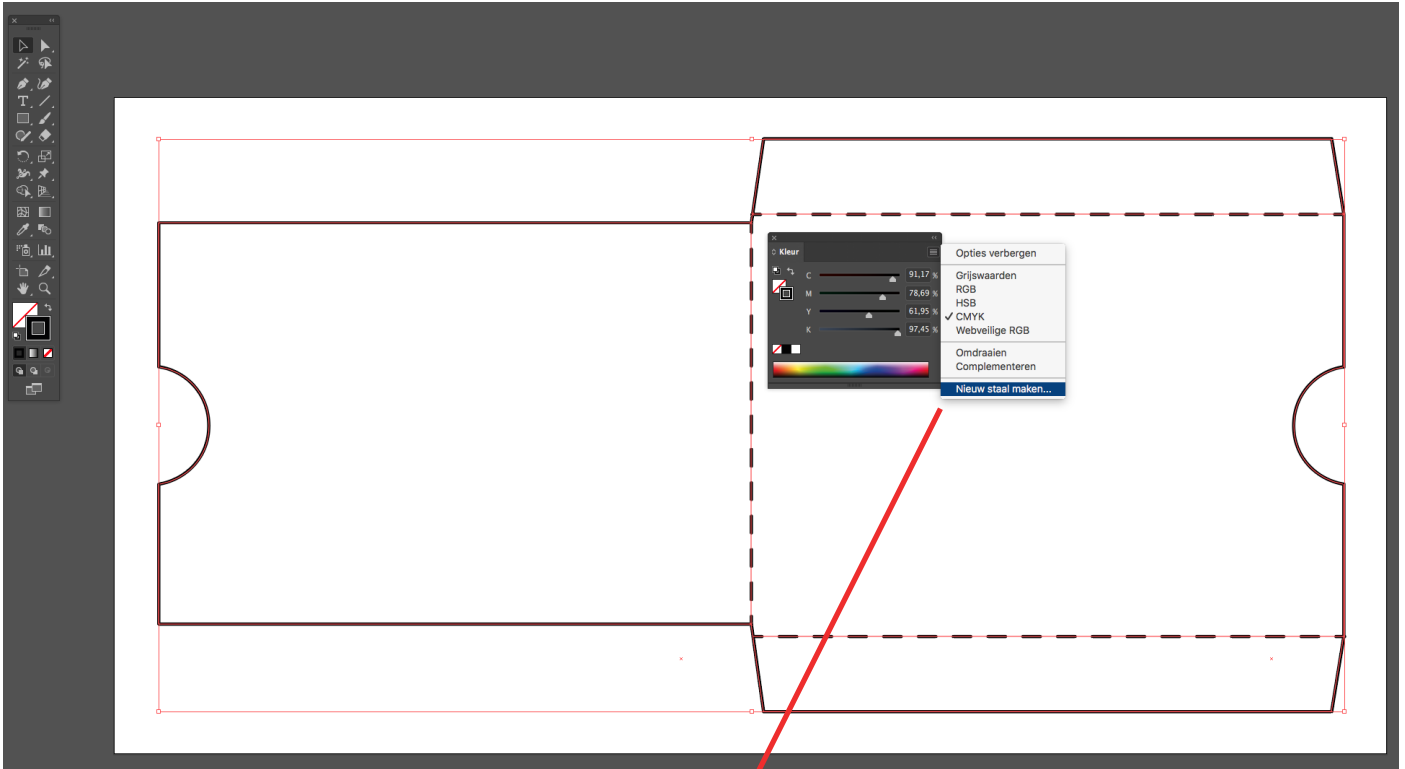 Kleur
C 91,17 %
M 78,69 %
Y 61,95 %
K 97,45 %
Opties verbergen
Grijswaarden
RGB
HSB
✓ CMYK
Webveilige RGB
Omdraaien
Complementeren
Nieuw staal maken...